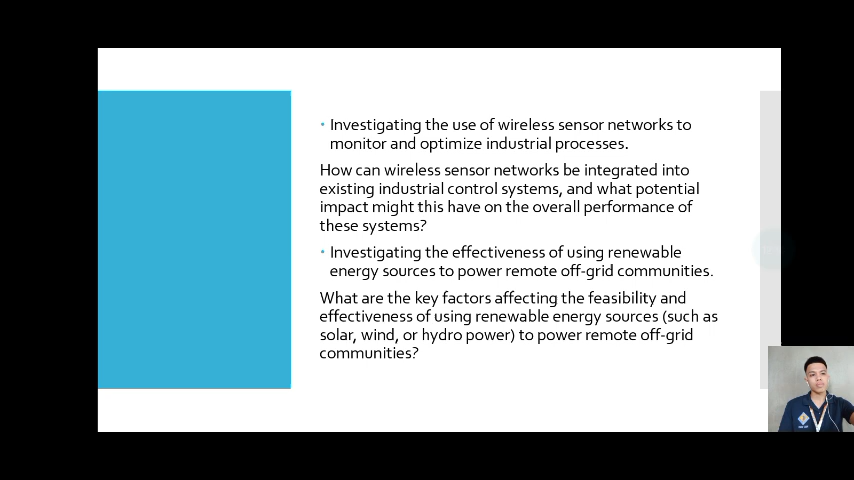 • Investigating the use of wireless sensor networks to
monitor and optimize industrial processes.
How can wireless sensor networks be integrated into
existing industrial control systems, and what potential
impact might this have on the overall performance of
these systems?
• Investigating the effectiveness of using renewable
energy sources to power remote off-grid communities.
What are the key factors affecting the feasibility and
effectiveness of using renewable energy sources (such as
solar, wind, or hydro power) to power remote off-grid
communities?